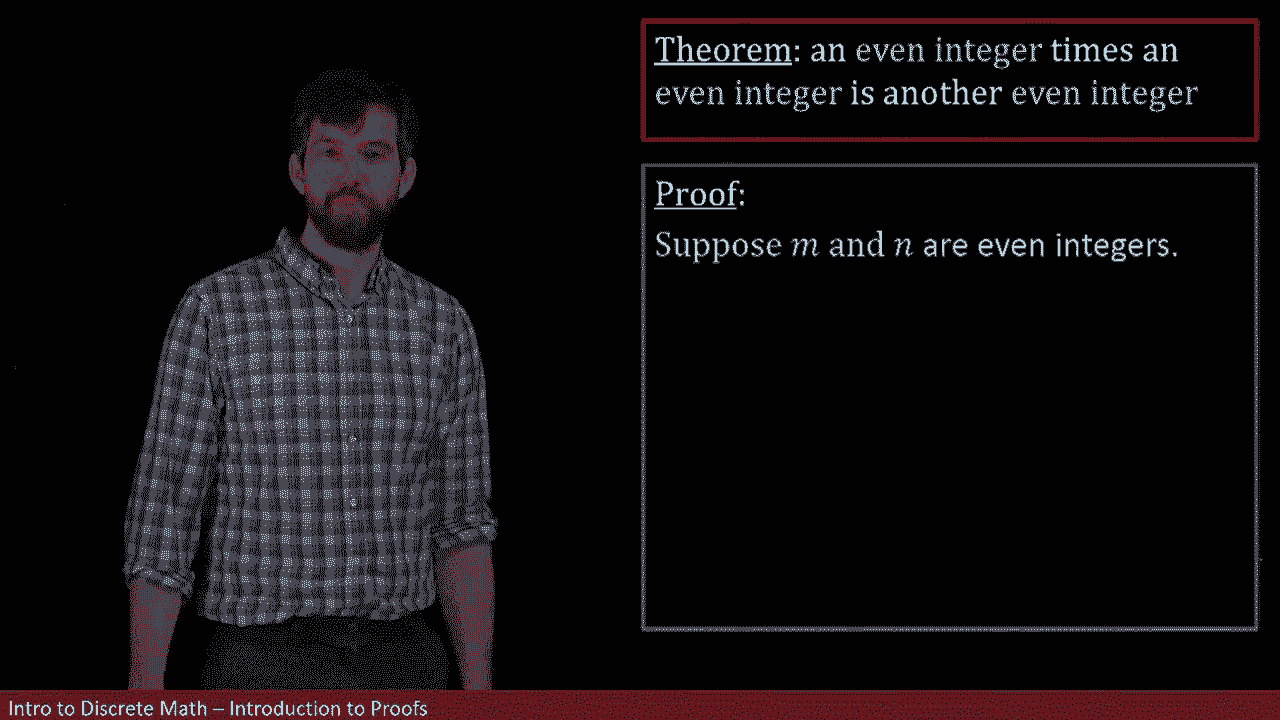 Theorem: an even integer times an
even integer is another even integer
Proof:
Suppose m and n are even integers.
Intro to Discrete Math – Introduction to Proofs